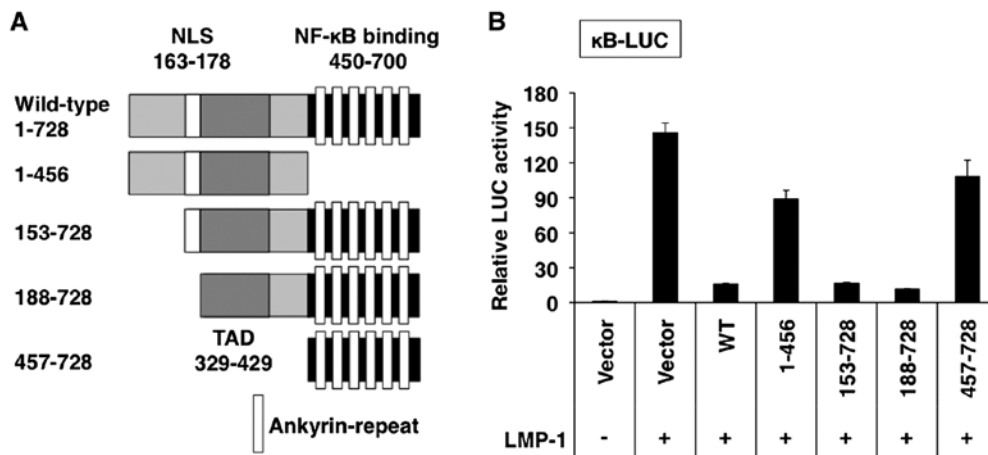 A
NLS
163-178
NF-κB binding
450-700
Wild-type
1-728
1-456
153-728
188-728
457-728
TAD
329-429
Ankyrin-repeat
B
κB-LUC
Relative LUC activity
180
150
120
90
60
30
0
Vector
Vector
WT
1-456
153-728
188-728
457-728
LMP-1 - + + + + + +